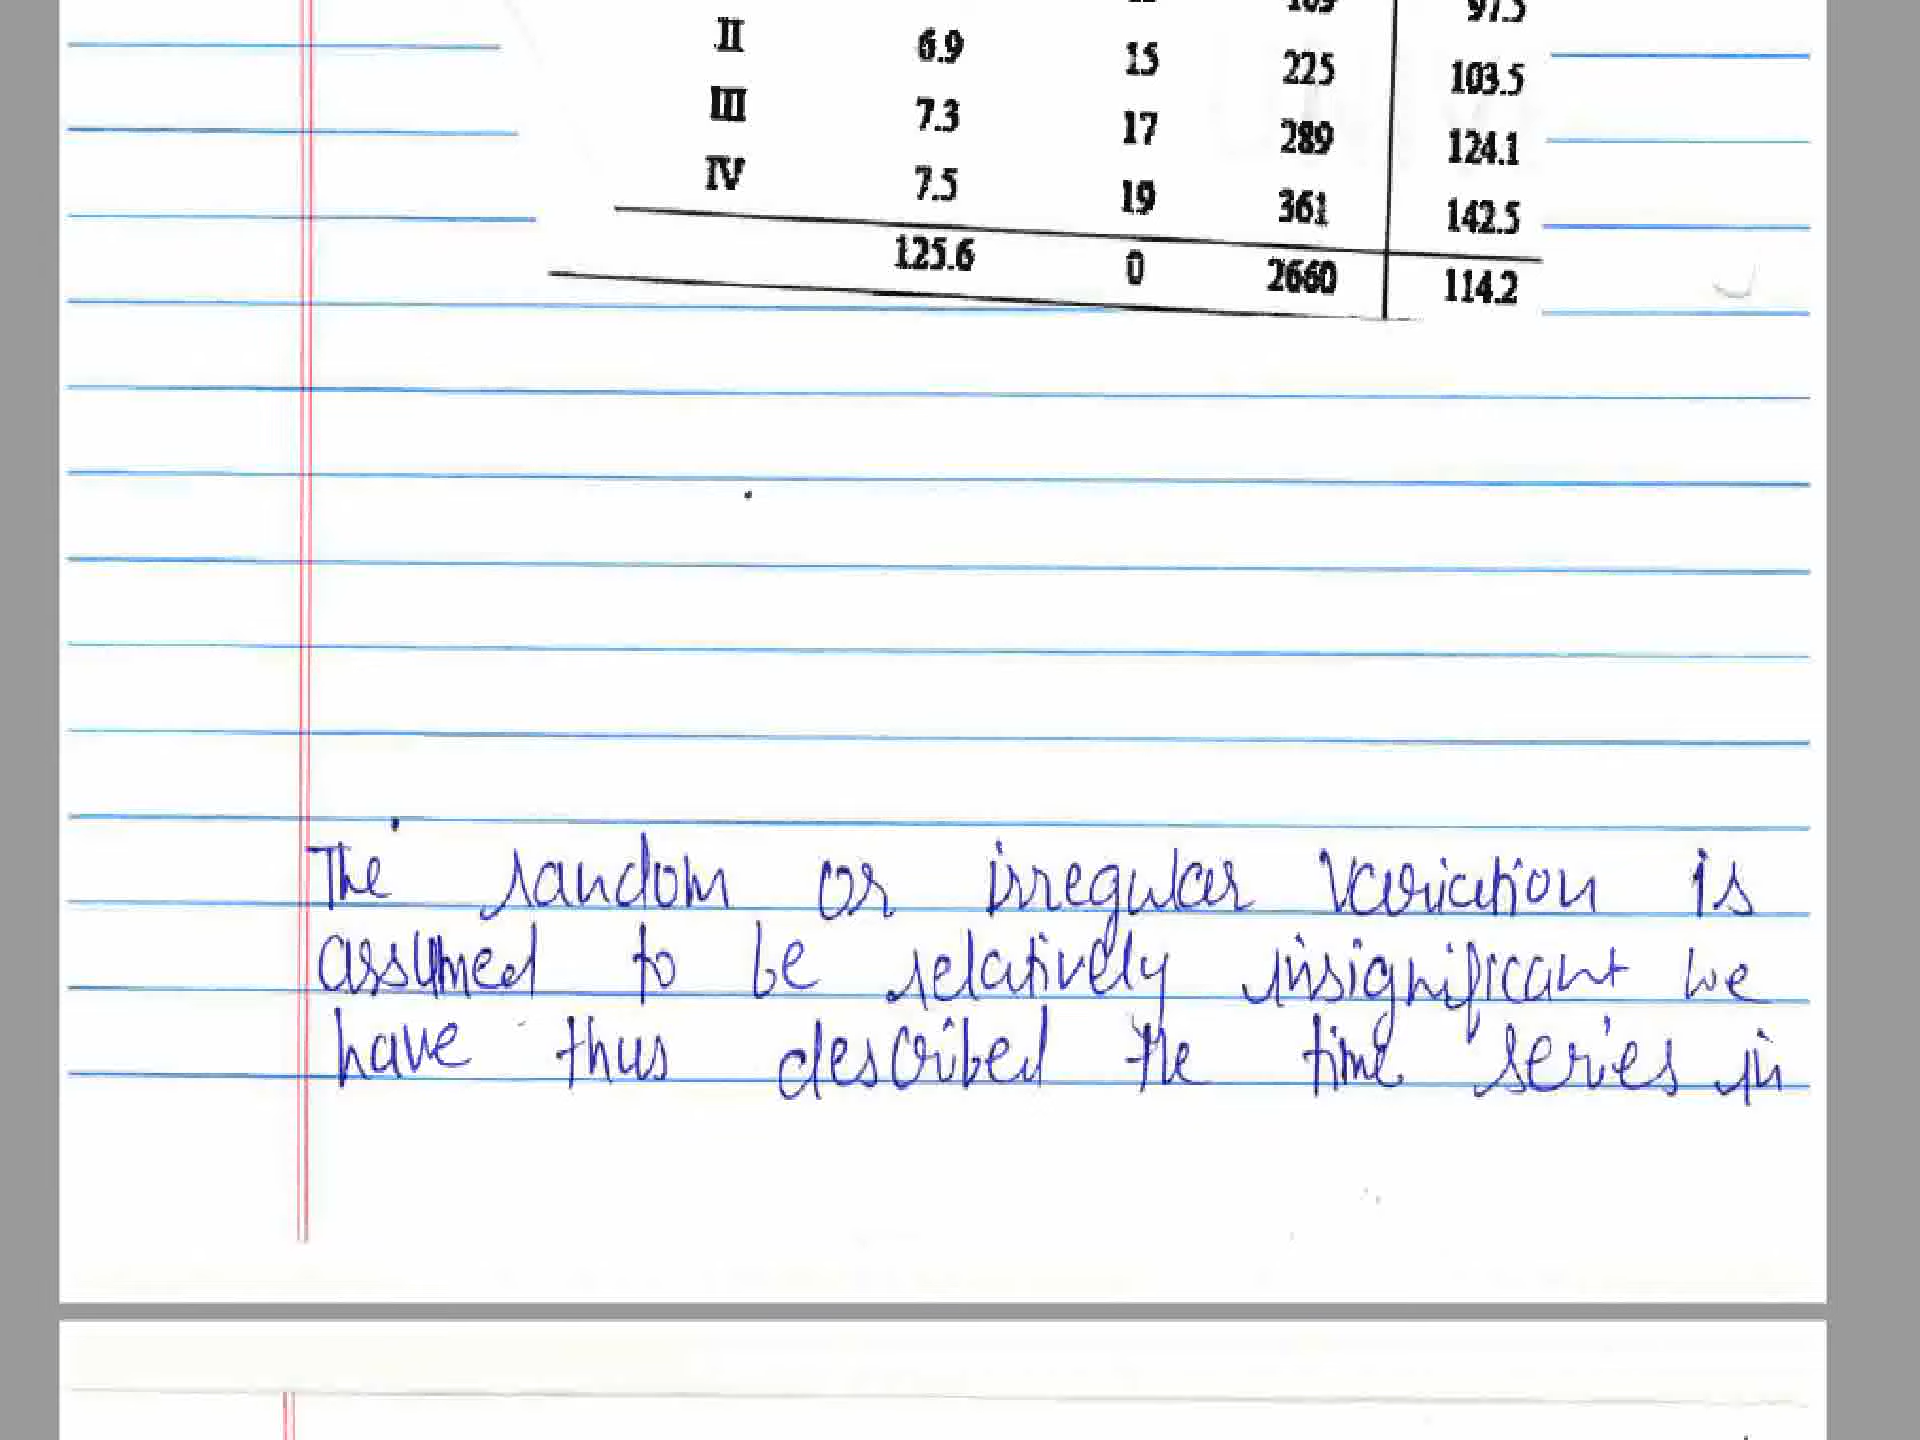 97.5
II 6.9 15 225 103.5
III 7.3 17 289 124.1
IV 7.5 19 361 142.5
125.6 0 2660 114.2
The random or irregular variation is
assumed to be relatively insignificant we
have thus described the time series in